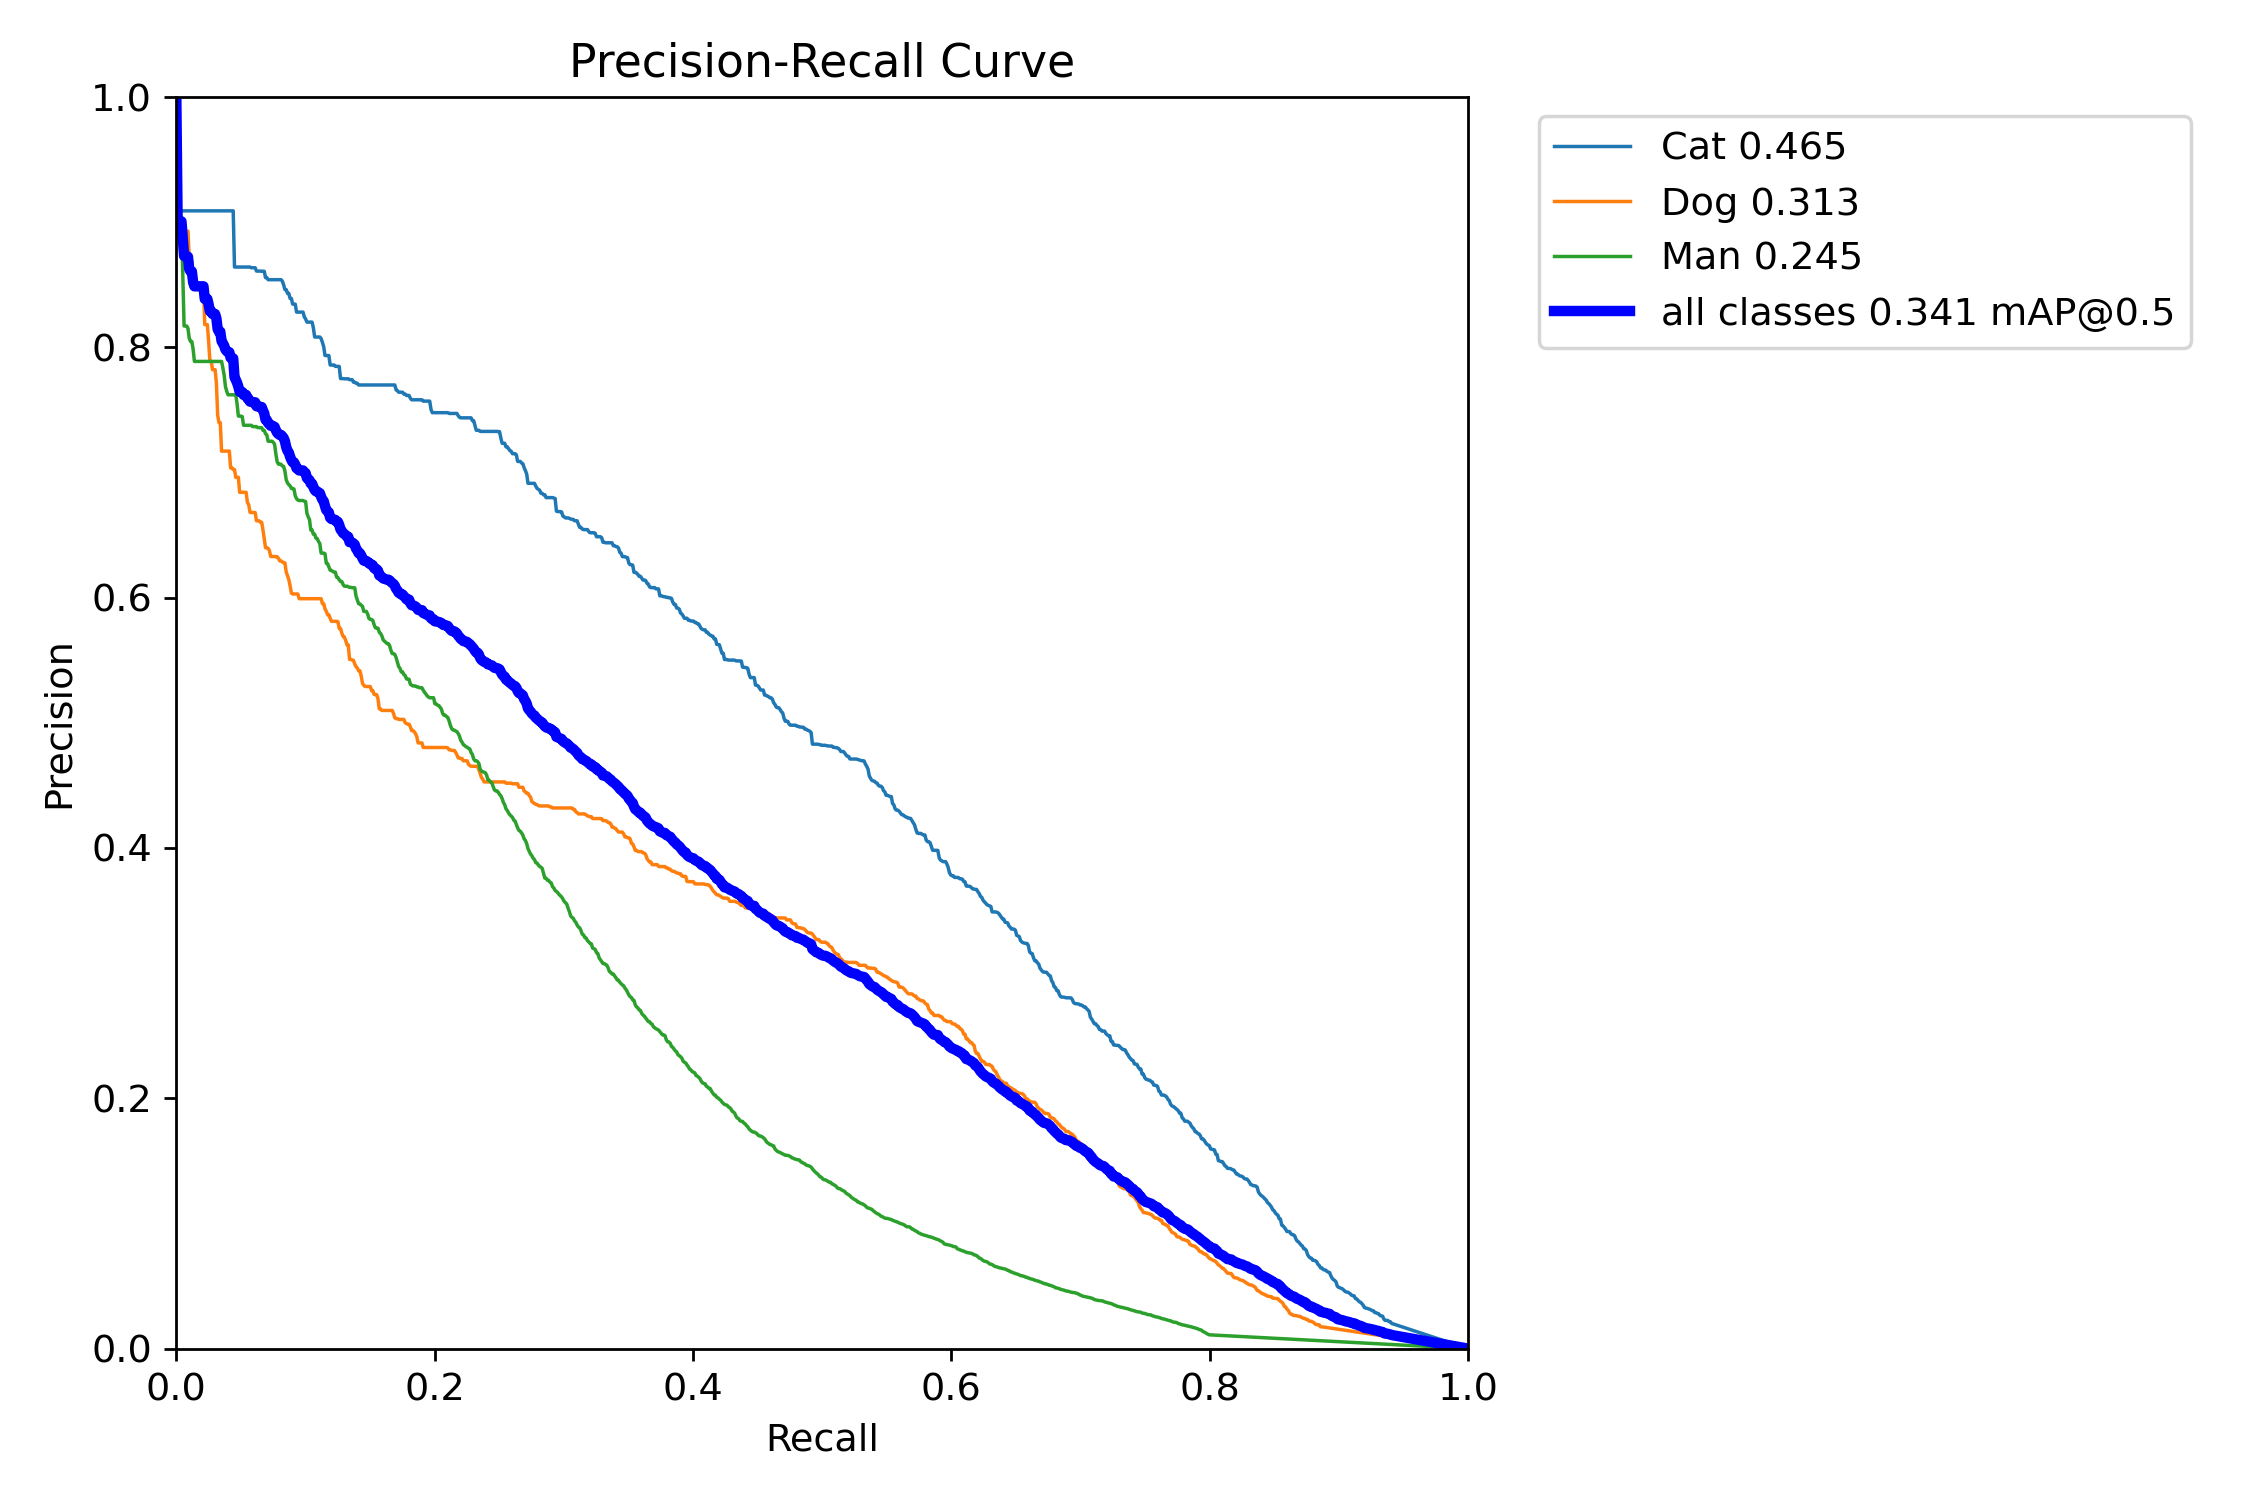 Precision-Recall Curve
1.0
0.8
0.6
0.4
0.2
0.0
Precision
0.0 0.2 0.4 0.6 0.8 1.0
Recall
Cat 0.465
Dog 0.313
Man 0.245
all classes 0.341 mAP@0.5